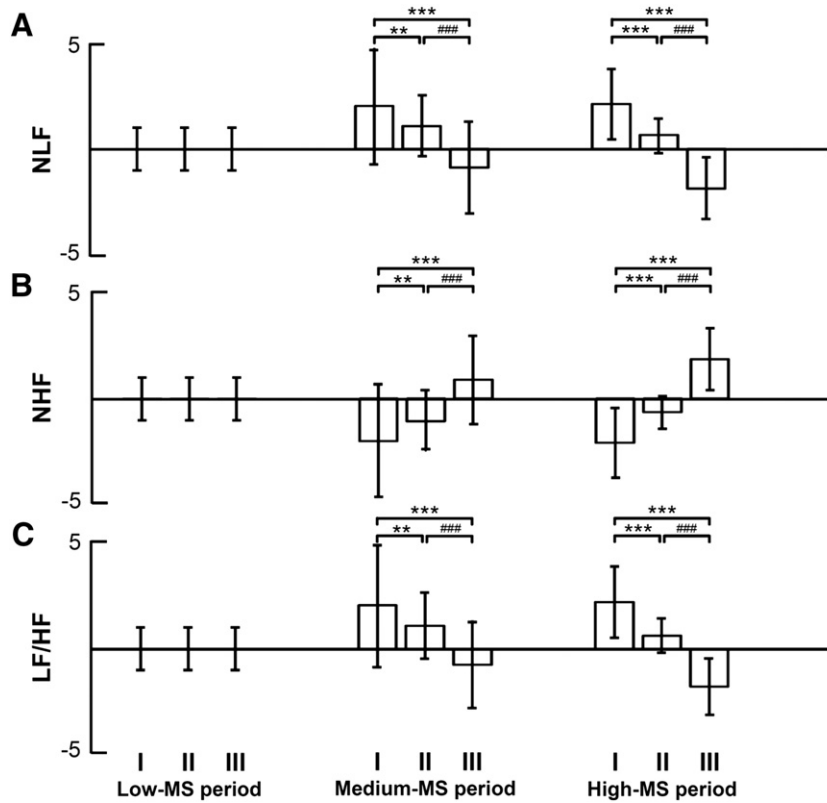 A
5
NLF
-5
*** ***
** ### *** ###
B
5
NHF
-5
*** ***
** ### *** ###
C
5
LF/HF
-5
*** ***
** ### *** ###
I II III I II III I II III
Low-MS period Medium-MS period High-MS period